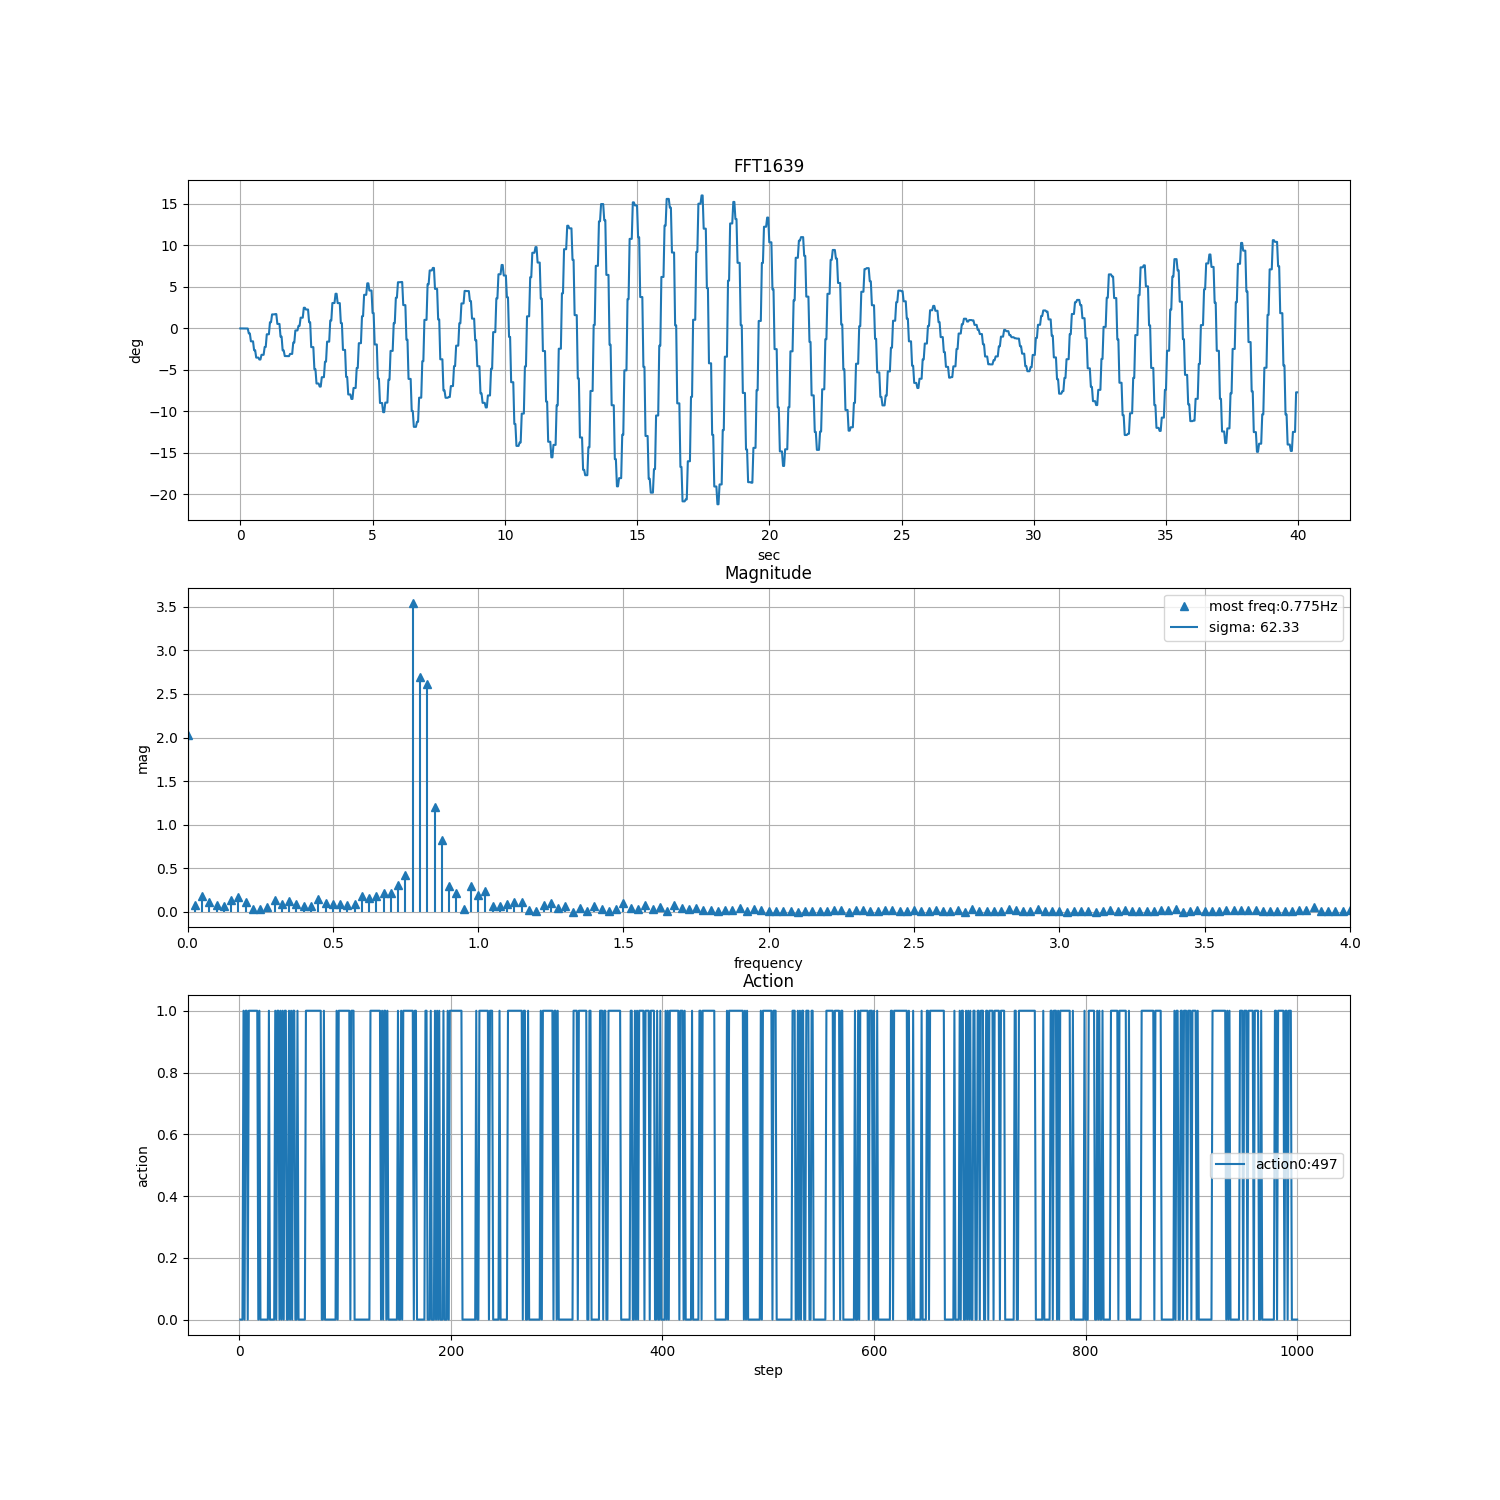 FFT1639
15
10
5
0
−5
−10
−15
−20
deg
0 5 10 15 20 25 30 35 40
sec
Magnitude
3.5
3.0
2.5
2.0
1.5
1.0
0.5
0.0
mag
most freq:0.775Hz
sigma: 62.33
0.0 0.5 1.0 1.5 2.0 2.5 3.0 3.5 4.0
frequency
Action
1.0
0.8
0.6
0.4
0.2
0.0
action
action0:497
0 200 400 600 800 1000
step